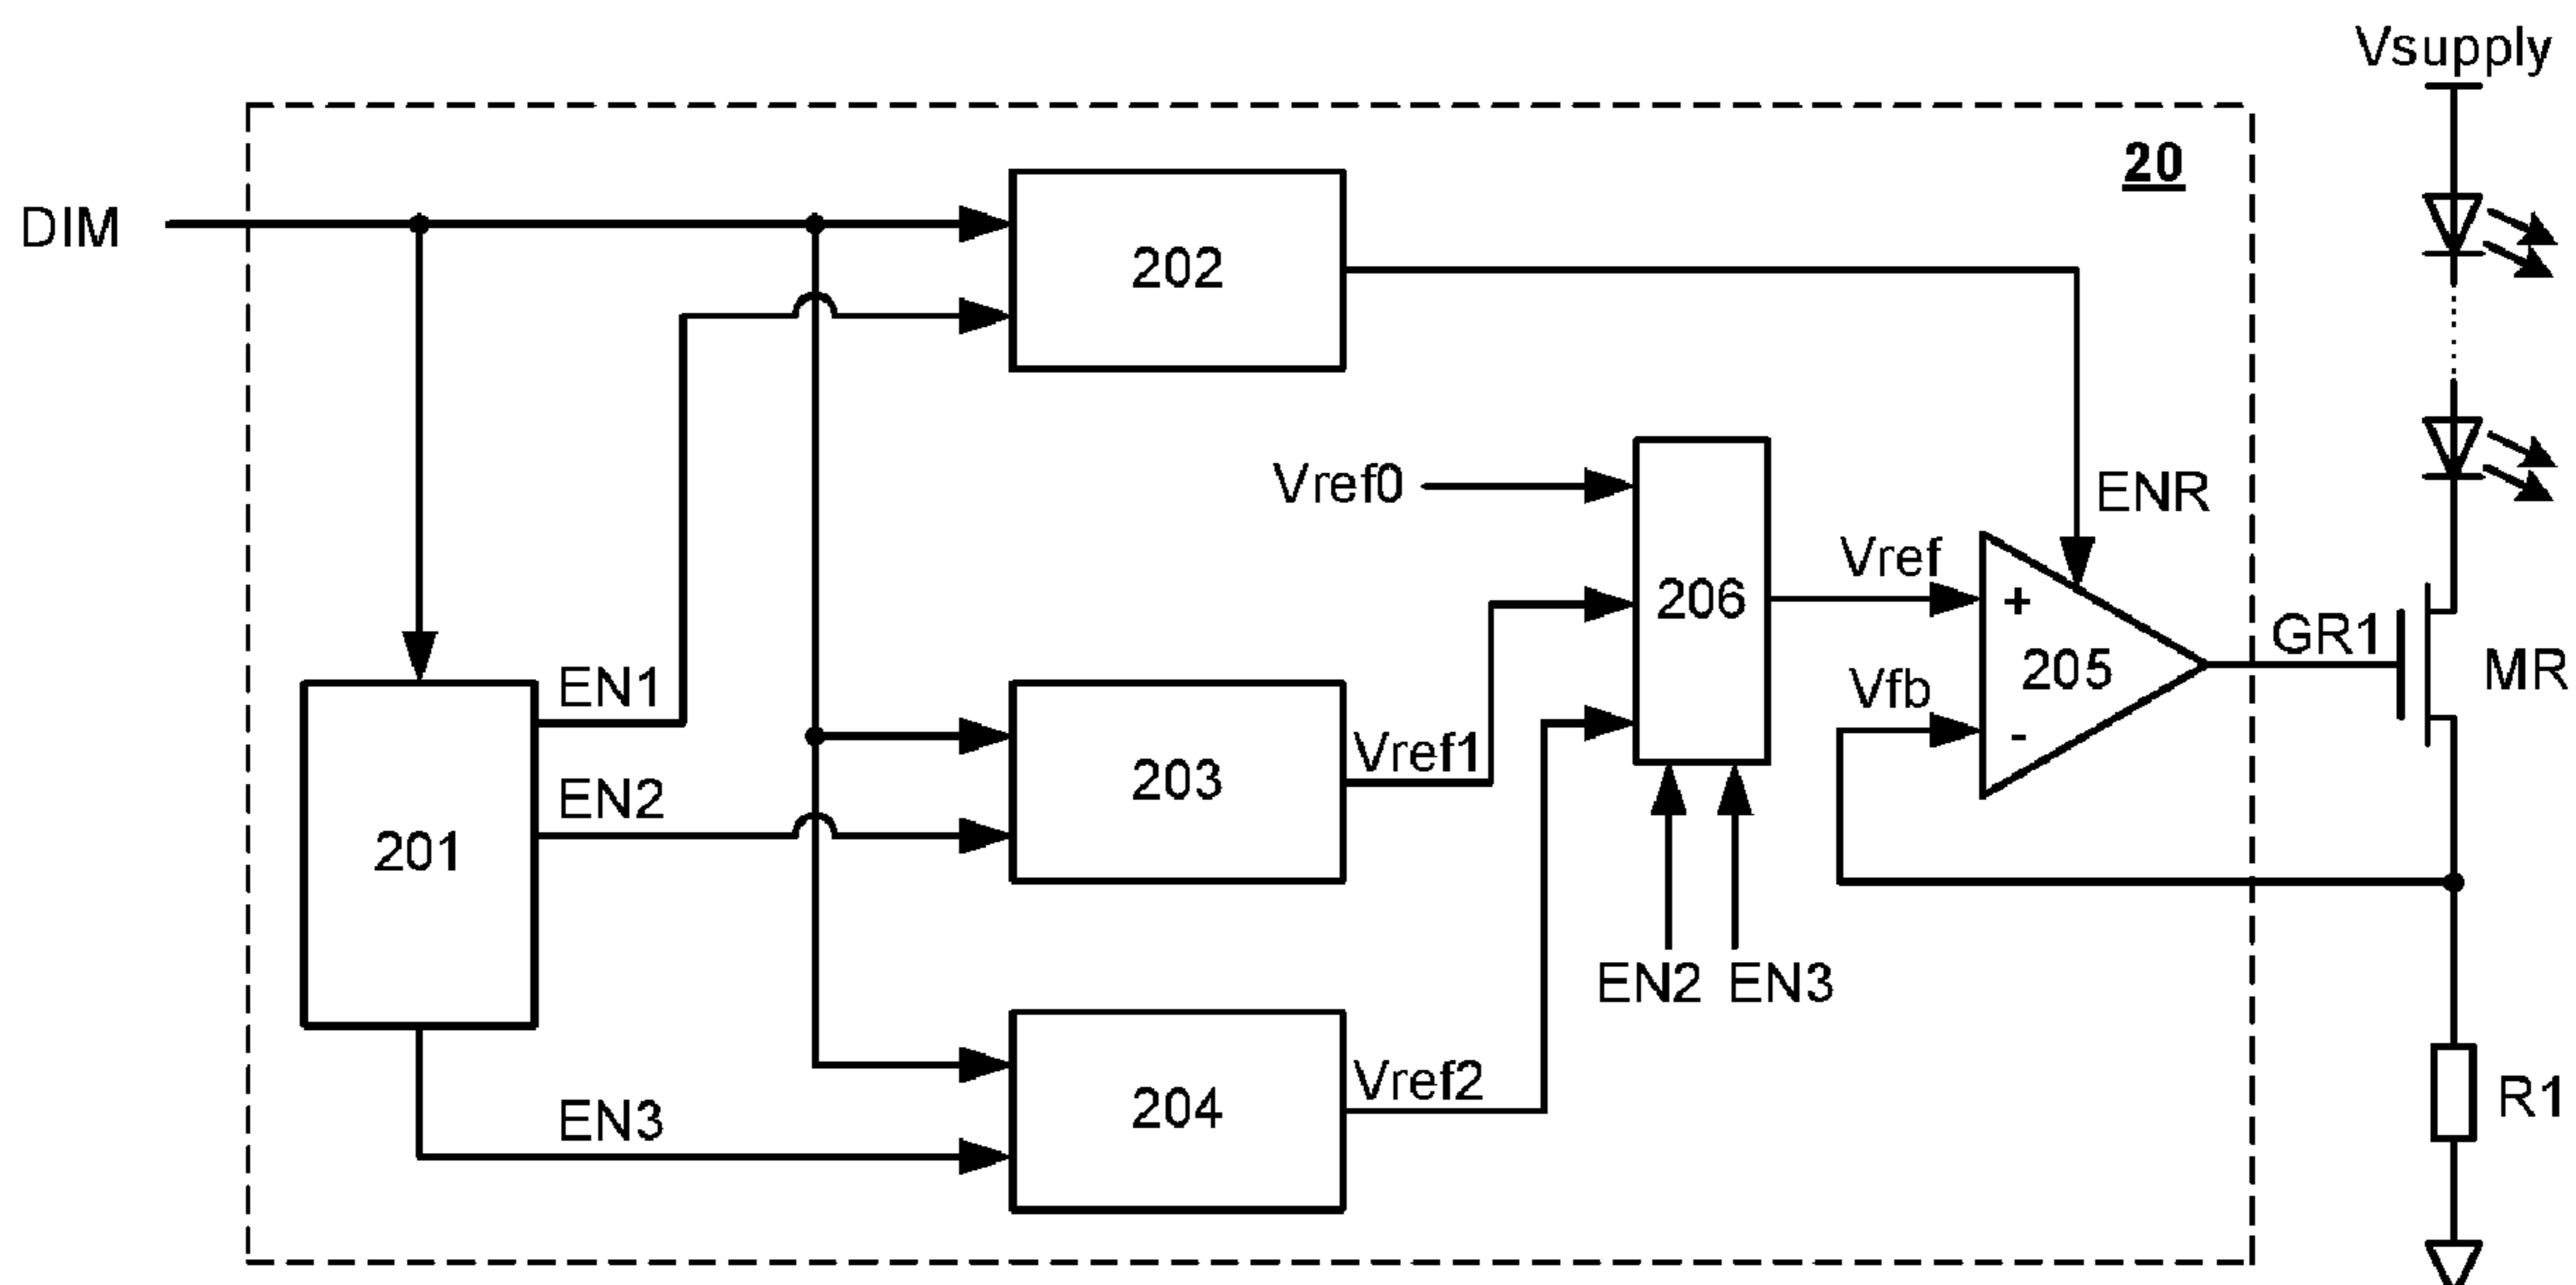 Vsupply
20
DIM
202
Vref0
ENR
Vref
+
206
GR1
MR
205
Vfb
-
EN1
Vref1
203
EN2
201
EN2 EN3
Vref2
204
EN3
R1